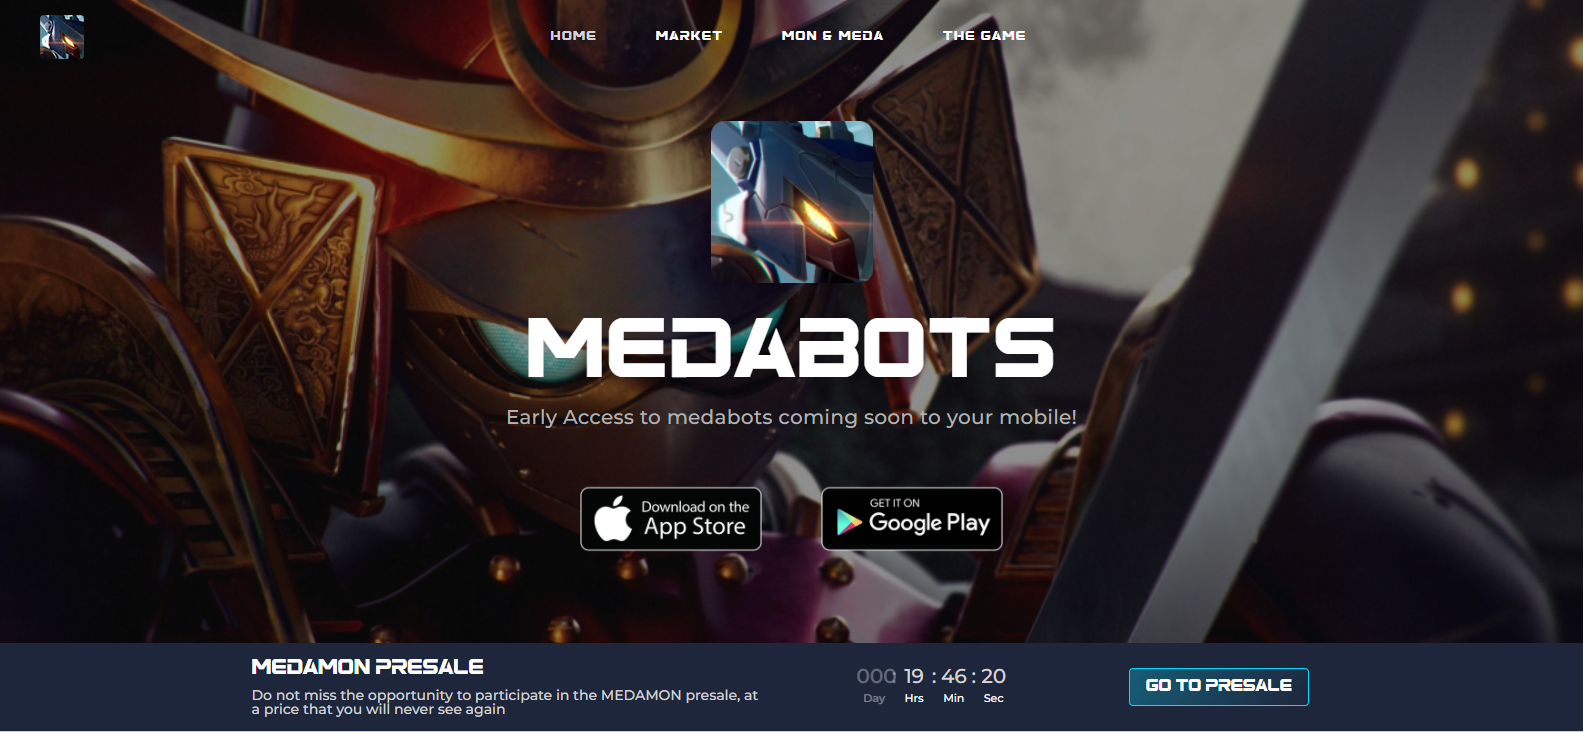 HOME
MARKET
MON & MEDA
THE GAME
MEDABOTS
Early Access to medabots coming soon to your mobile!
Download on the
App Store
GET IT ON
Google Play
MEDAMON PRESALE
Do not miss the opportunity to participate in the MEDAMON presale, at
a price that you will never see again
000 : 19 : 46 : 20
Day Hrs Min Sec
GO TO PRESALE